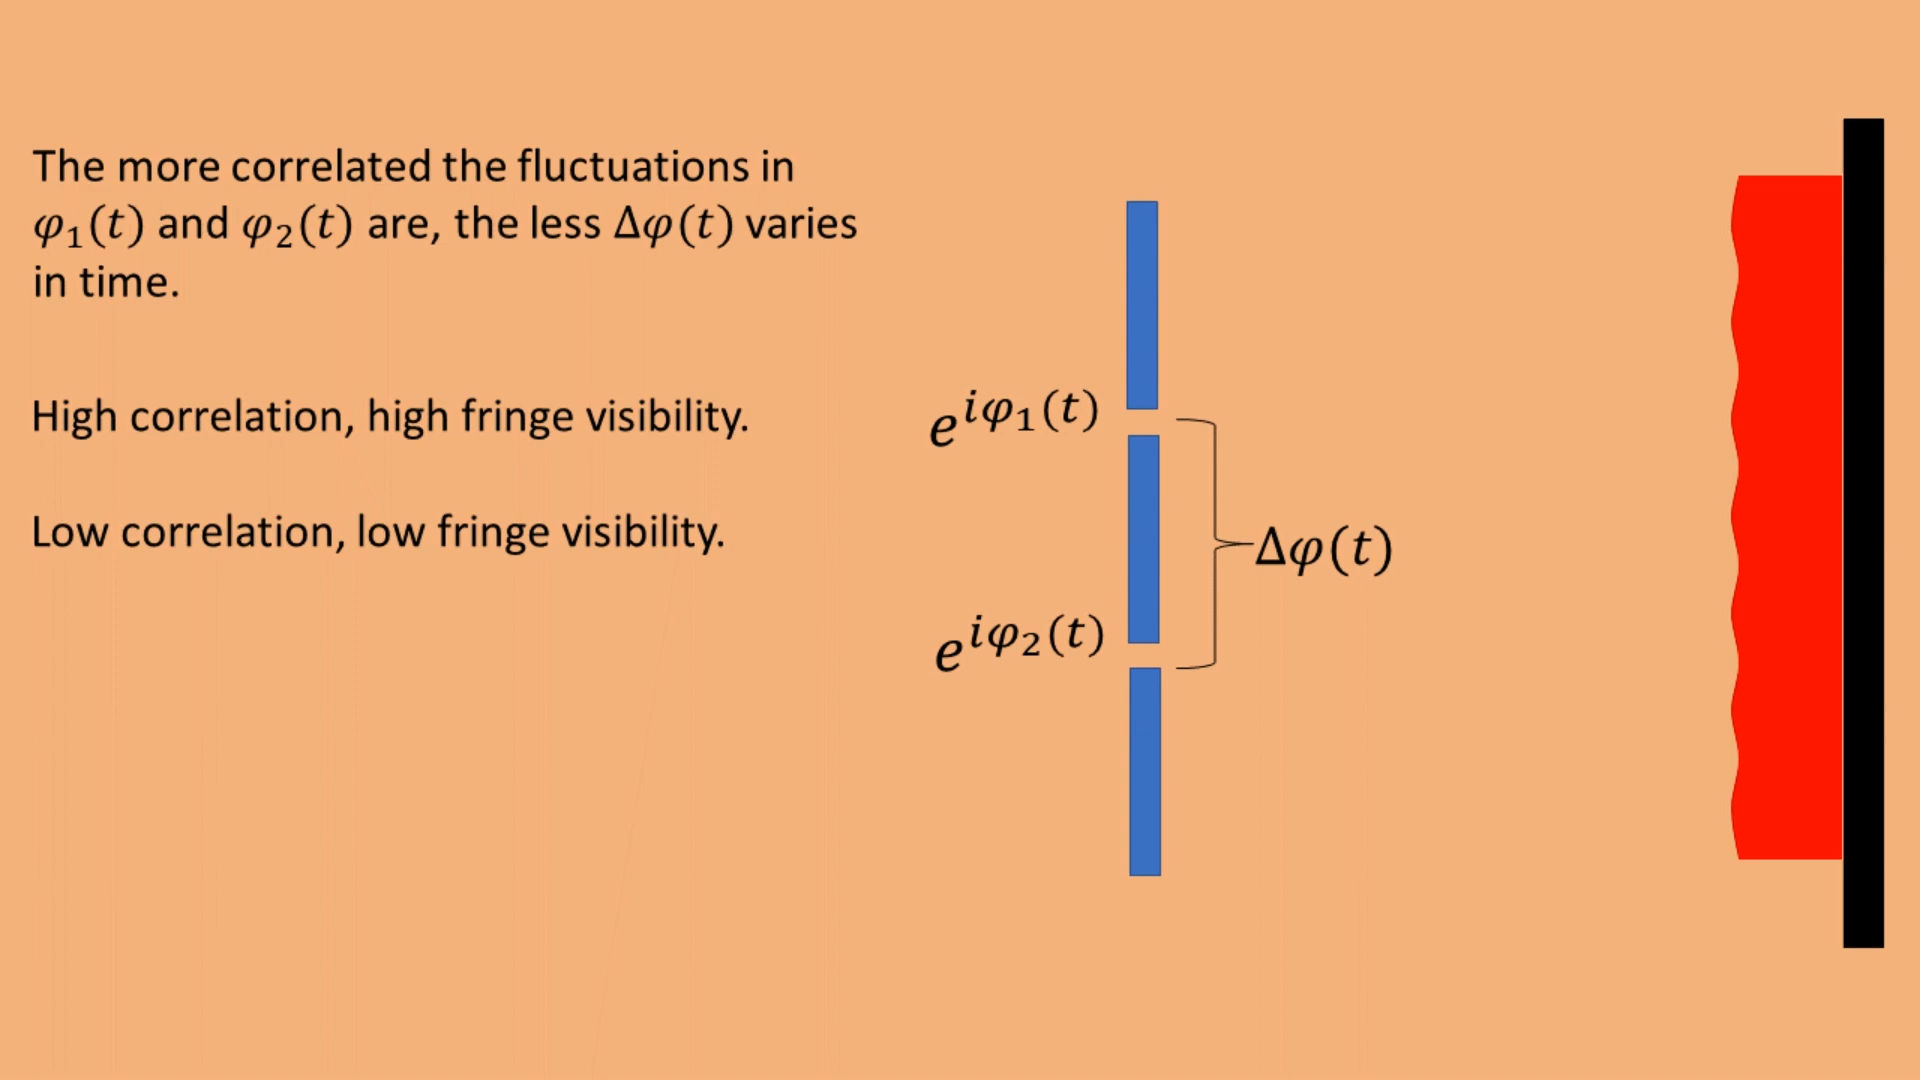 The more correlated the fluctuations in
φ₁(t) and φ₂(t) are, the less Δφ(t) varies
in time.
High correlation, high fringe visibility.
Low correlation, low fringe visibility.
e^{iφ₁(t)}
Δφ(t)
e^{iφ₂(t)}